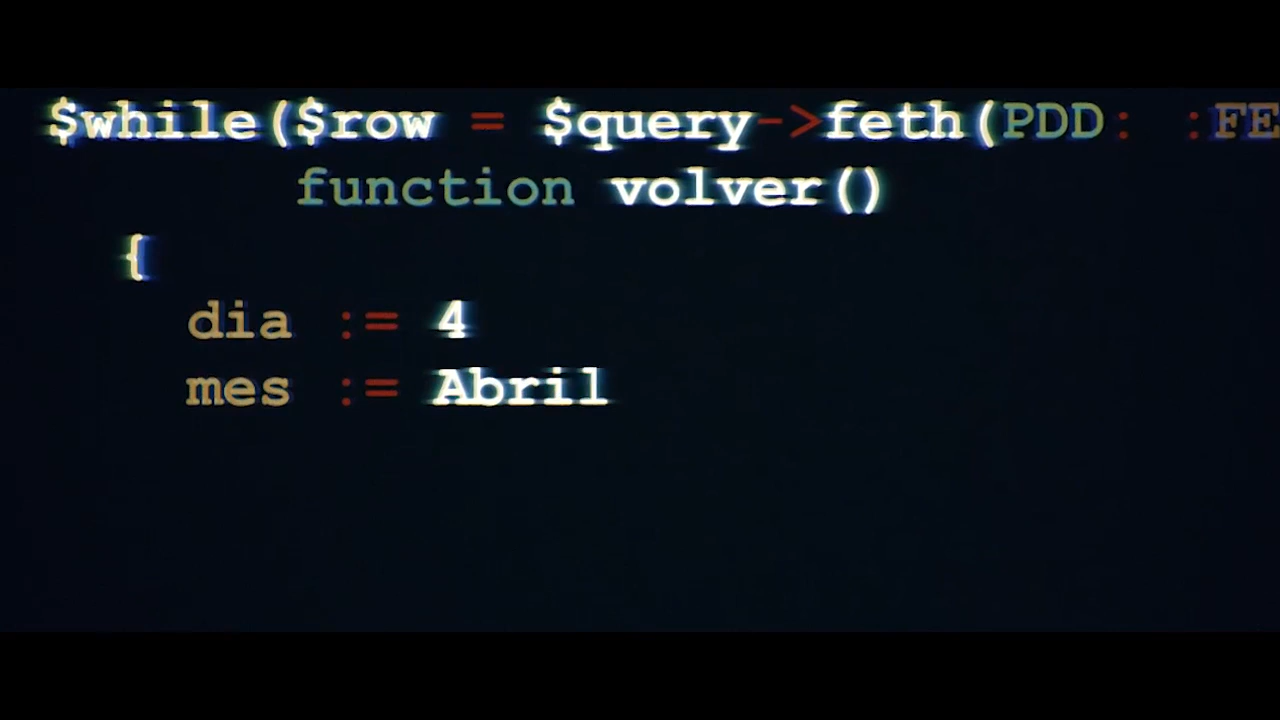 $while($row = $query->feth(PDD: :FE
function volver()
{
dia := 4
mes := Abril